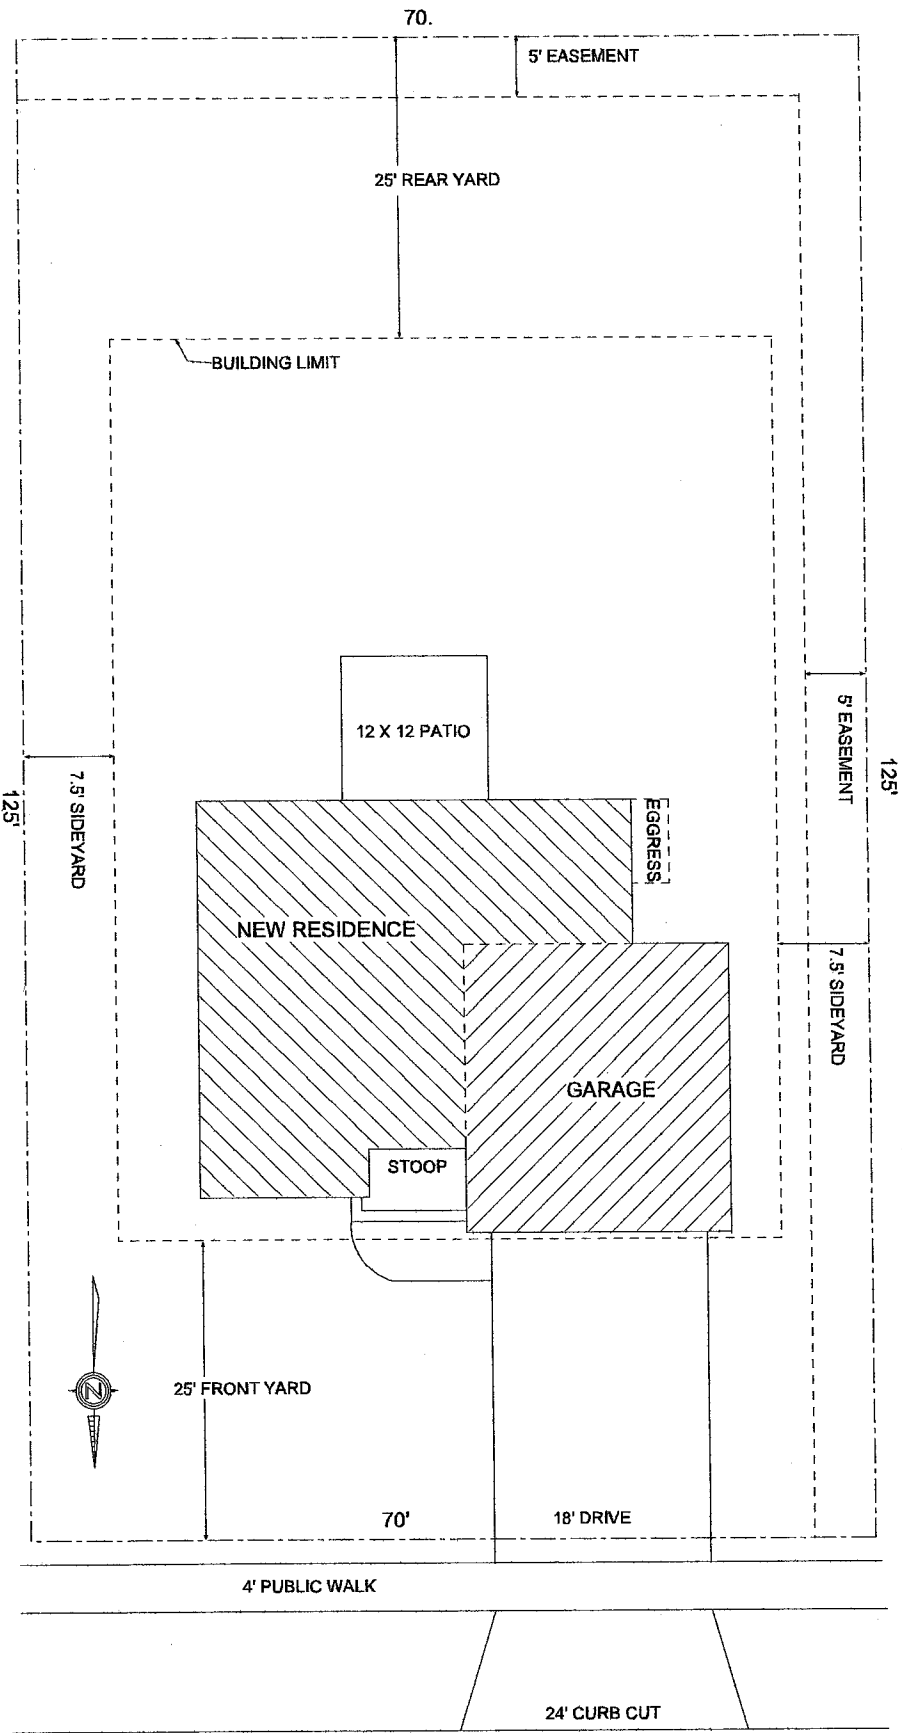 70.
5' EASEMENT
25' REAR YARD
BUILDING LIMIT
5' EASEMENT
12 X 12 PATIO
125'
7.5' SIDEYARD
125'
EGGRESS
NEW RESIDENCE
7.5' SIDEYARD
GARAGE
STOOP
N
25' FRONT YARD
70'
18' DRIVE
4' PUBLIC WALK
24' CURB CUT